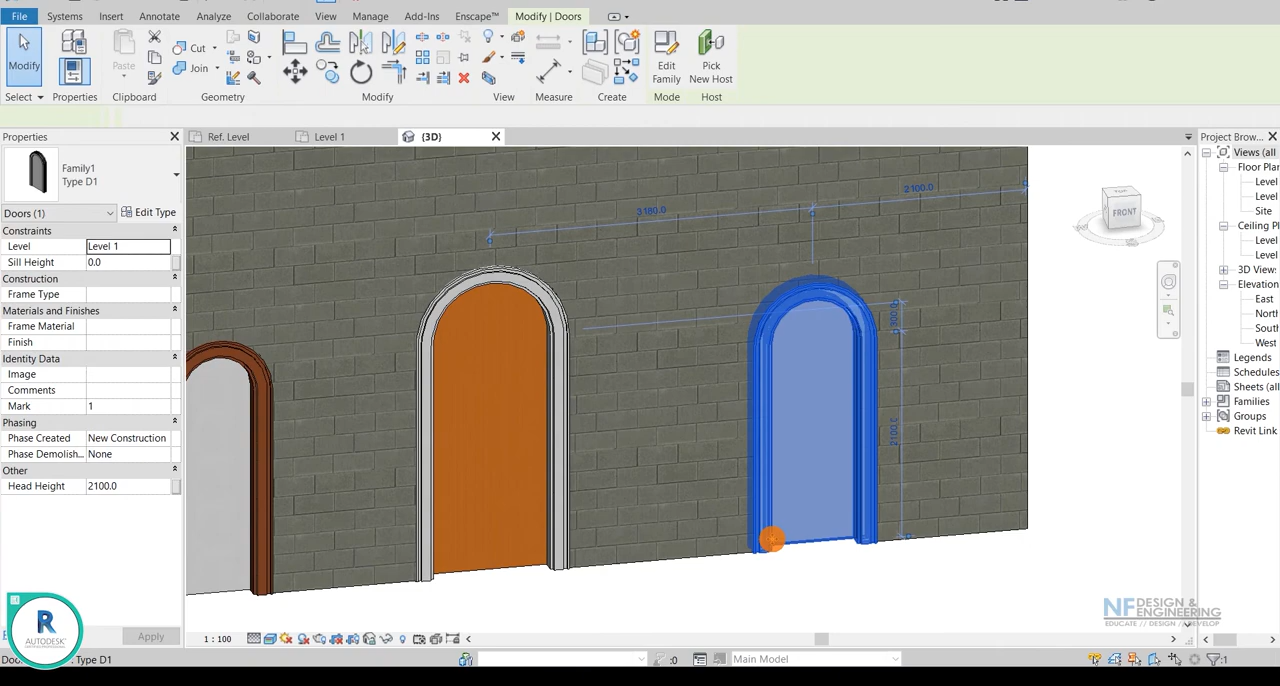 File Systems Insert Annotate Analyze Collaborate View Manage Add-Ins Enscape™ Modify | Doors
Modify
Paste
Cut
Join
Edit Family
Pick New Host
Select Properties Clipboard Geometry Modify View Measure Create Mode Host
Properties
Ref. Level Level 1 {3D}
Project Brow...
Family1
Type D1
Doors (1) Edit Type
Constraints
Level Level 1
Sill Height 0.0
Construction
Frame Type
Materials and Finishes
Frame Material
Finish
Identity Data
Image
Comments
Mark 1
Phasing
Phase Created New Construction
Phase Demolish... None
Other
Head Height 2100.0
Apply
3180.0
2100.0
2100.0
FRONT
Views (all
Floor Plan
Level
Level
Site
Ceiling Pl
Level
Level
3D View:
Elevation
East
North
South
West
Legends
Schedules
Sheets (all
Families
Groups
Revit Link
NF DESIGN &
ENGINEERING
EDUCATE // DESIGN // DEVELOP
R
AUTODESK
1 : 100
Type D1
:0
Main Model
:1